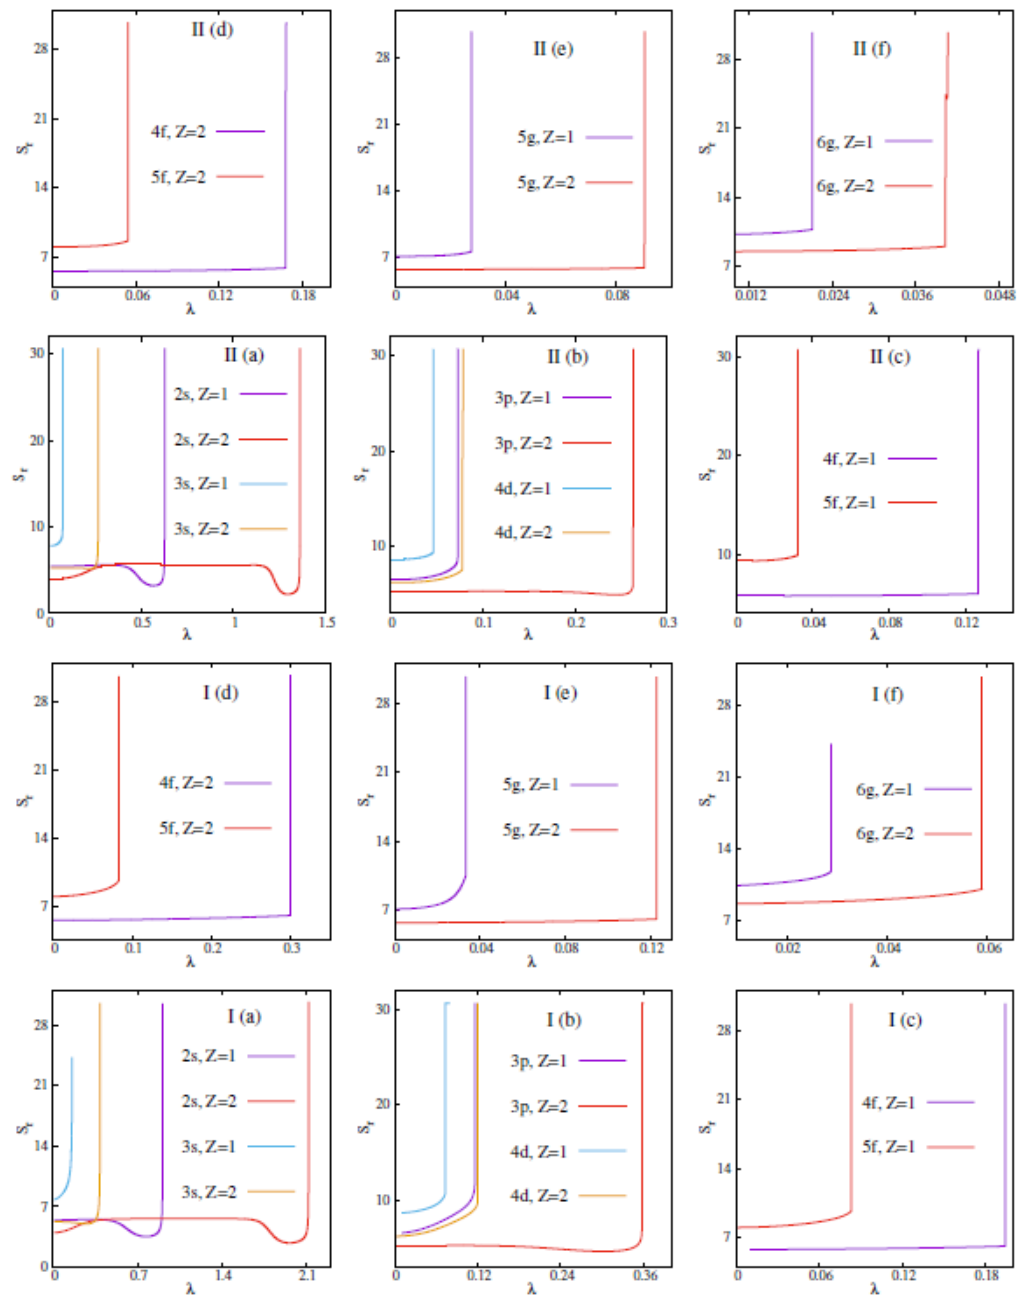 II (d)
28
21
14
7
S_r
4f, Z=2
5f, Z=2
0
0.06
0.12
0.18
λ
II (e)
28
21
14
7
S_r
5g, Z=1
5g, Z=2
0
0.04
0.08
λ
II (f)
28
21
14
7
S_r
6g, Z=1
6g, Z=2
0.012
0.024
0.036
0.048
λ
II (a)
30
20
10
0
S_r
2s, Z=1
2s, Z=2
3s, Z=1
3s, Z=2
0
0.5
1
1.5
λ
II (b)
30
20
10
S_r
3p, Z=1
3p, Z=2
4d, Z=1
4d, Z=2
0
0.1
0.2
0.3
λ
II (c)
30
20
10
S_r
4f, Z=1
5f, Z=1
0
0.04
0.08
0.12
λ
I (d)
28
21
14
7
S_r
4f, Z=2
5f, Z=2
0
0.1
0.2
0.3
λ
I (e)
28
21
14
7
S_r
5g, Z=1
5g, Z=2
0
0.04
0.08
0.12
λ
I (f)
28
21
14
7
S_r
6g, Z=1
6g, Z=2
0.02
0.04
0.06
λ
I (a)
28
21
14
7
0
S_r
2s, Z=1
2s, Z=2
3s, Z=1
3s, Z=2
0
0.7
1.4
2.1
λ
I (b)
30
20
10
S_r
3p, Z=1
3p, Z=2
4d, Z=1
4d, Z=2
0
0.12
0.24
0.36
λ
I (c)
28
21
14
7
S_r
4f, Z=1
5f, Z=1
0
0.06
0.12
0.18
λ